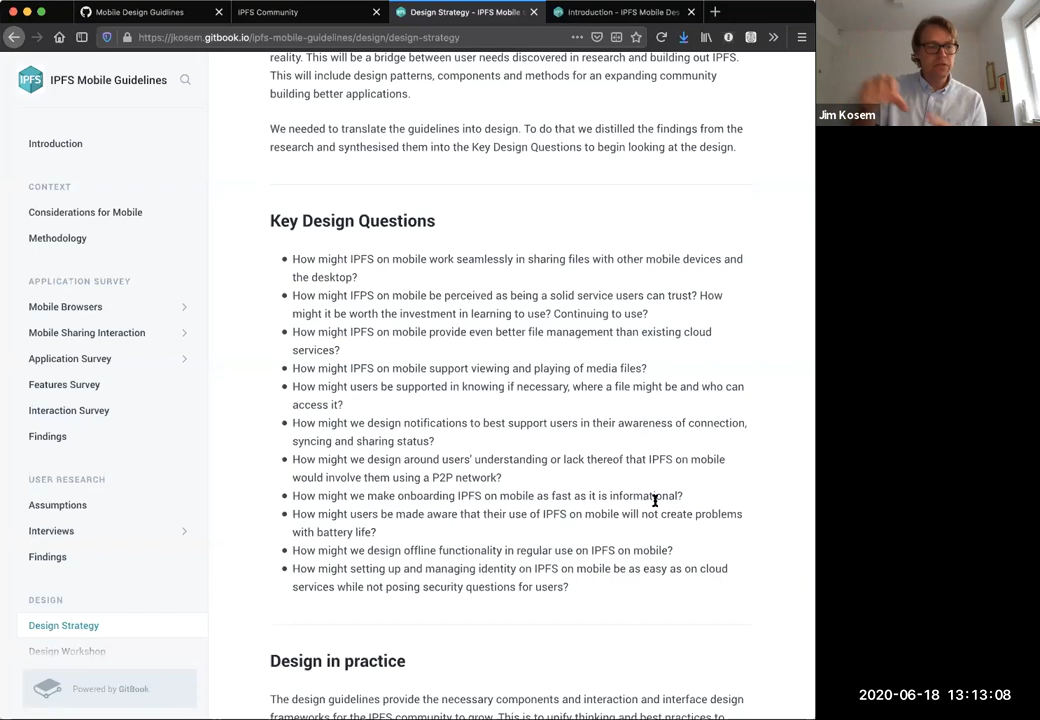 Mobile Design Guidlines
IPFS Community
Design Strategy - IPFS Mobile
Introduction - IPFS Mobile Des
https://jkosem.gitbook.io/ipfs-mobile-guidelines/design/design-strategy
IPFS
IPFS Mobile Guidelines
Introduction
CONTEXT
Considerations for Mobile
Methodology
APPLICATION SURVEY
Mobile Browsers
Mobile Sharing Interaction
Application Survey
Features Survey
Interaction Survey
Findings
USER RESEARCH
Assumptions
Interviews
Findings
DESIGN
Design Strategy
Design Workshop
Powered by GitBook
reality. This will be a bridge between user needs discovered in research and building out IPFS.
This will include design patterns, components and methods for an expanding community
building better applications.
We needed to translate the guidelines into design. To do that we distilled the findings from the
research and synthesised them into the Key Design Questions to begin looking at the design.
Key Design Questions
How might IPFS on mobile work seamlessly in sharing files with other mobile devices and
the desktop?
How might IFPS on mobile be perceived as being a solid service users can trust? How
might it be worth the investment in learning to use? Continuing to use?
How might IPFS on mobile provide even better file management than existing cloud
services?
How might IPFS on mobile support viewing and playing of media files?
How might users be supported in knowing if necessary, where a file might be and who can
access it?
How might we design notifications to best support users in their awareness of connection,
syncing and sharing status?
How might we design around users' understanding or lack thereof that IPFS on mobile
would involve them using a P2P network?
How might we make onboarding IPFS on mobile as fast as it is informational?
How might users be made aware that their use of IPFS on mobile will not create problems
with battery life?
How might we design offline functionality in regular use on IPFS on mobile?
How might setting up and managing identity on IPFS on mobile be as easy as on cloud
services while not posing security questions for users?
Design in practice
The design guidelines provide the necessary components and interaction and interface design
frameworks for the IPFS community to grow. This is to unify thinking and best practices to
Jim Kosem
2020-06-18 13:13:08